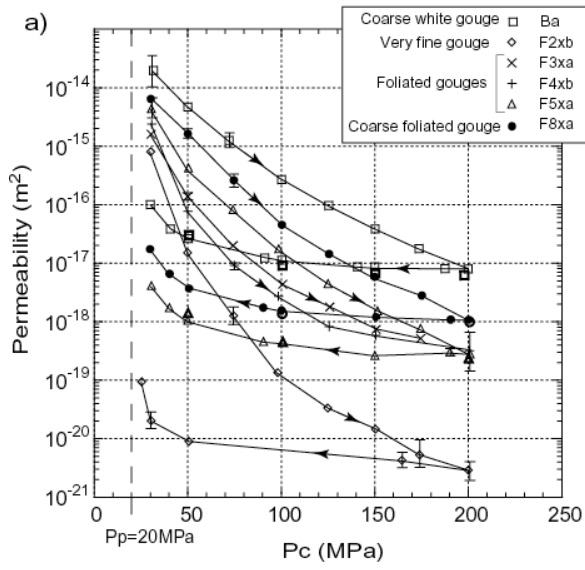 a)
Coarse white gouge Ba
Very fine gouge F2xb
F3xa
Foliated gouges F4xb
F5xa
Coarse foliated gouge F8xa
Permeability (m²)
10⁻¹⁴
10⁻¹⁵
10⁻¹⁶
10⁻¹⁷
10⁻¹⁸
10⁻¹⁹
10⁻²⁰
10⁻²¹
0 50 100 150 200
Pp=20MPa
Pc (MPa)